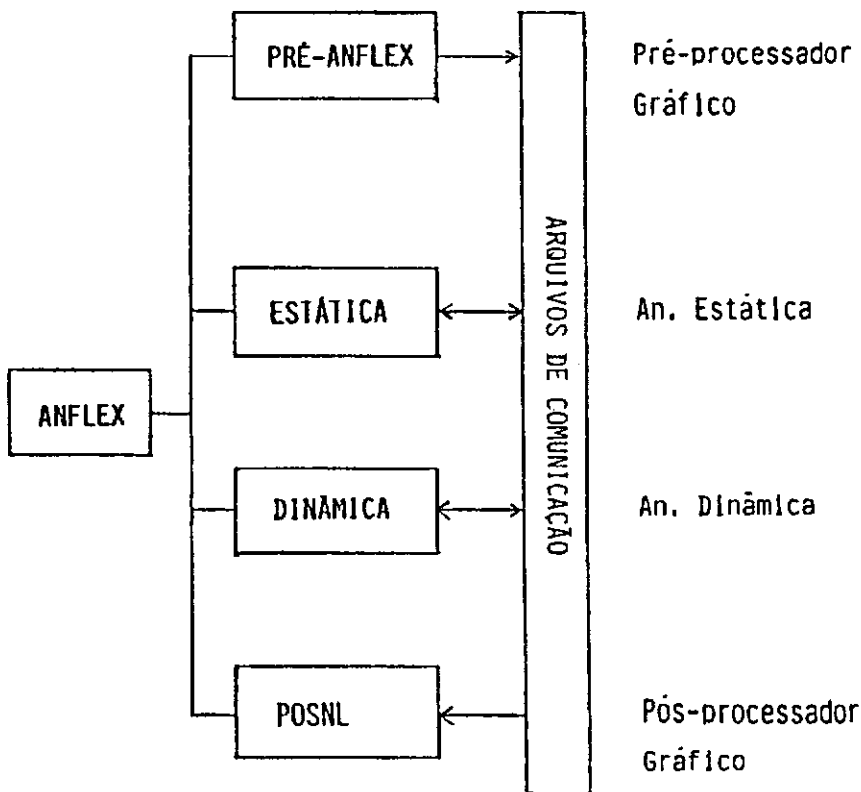 PRÉ-ANFLEX
Pré-processador
Gráfico
ARQUIVOS DE COMUNICAÇÃO
ESTÁTICA
An. Estática
ANFLEX
DINÂMICA
An. Dinâmica
POSNL
Pós-processador
Gráfico